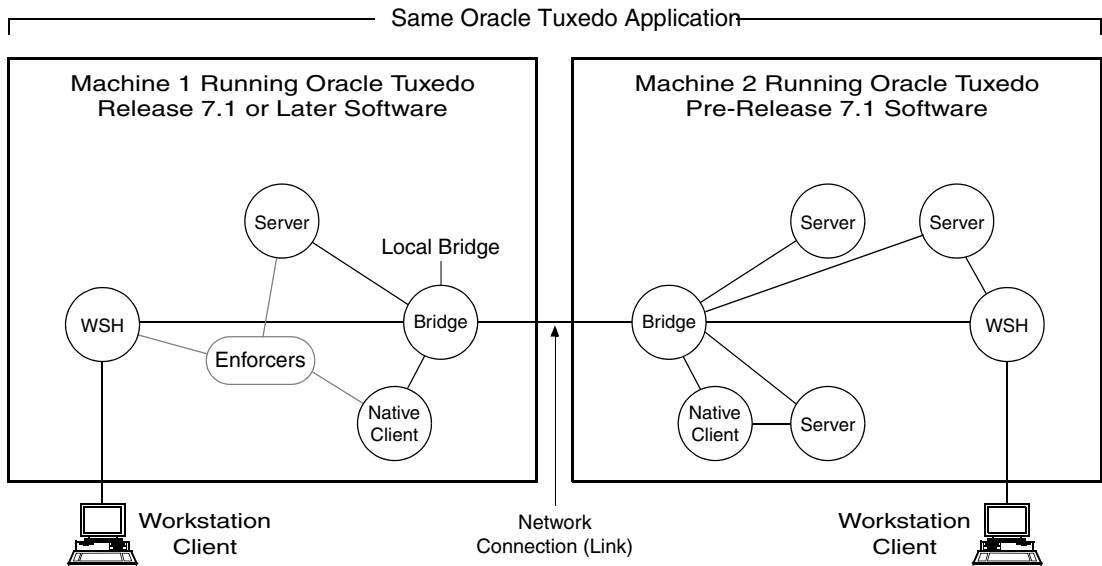 Same Oracle Tuxedo Application
Machine 1 Running Oracle Tuxedo
Release 7.1 or Later Software
Server
Local Bridge
WSH
Bridge
Enforcers
Native
Client
Machine 2 Running Oracle Tuxedo
Pre-Release 7.1 Software
Server
Server
Bridge
WSH
Native
Client
Server
Workstation
Client
Network
Connection (Link)
Workstation
Client